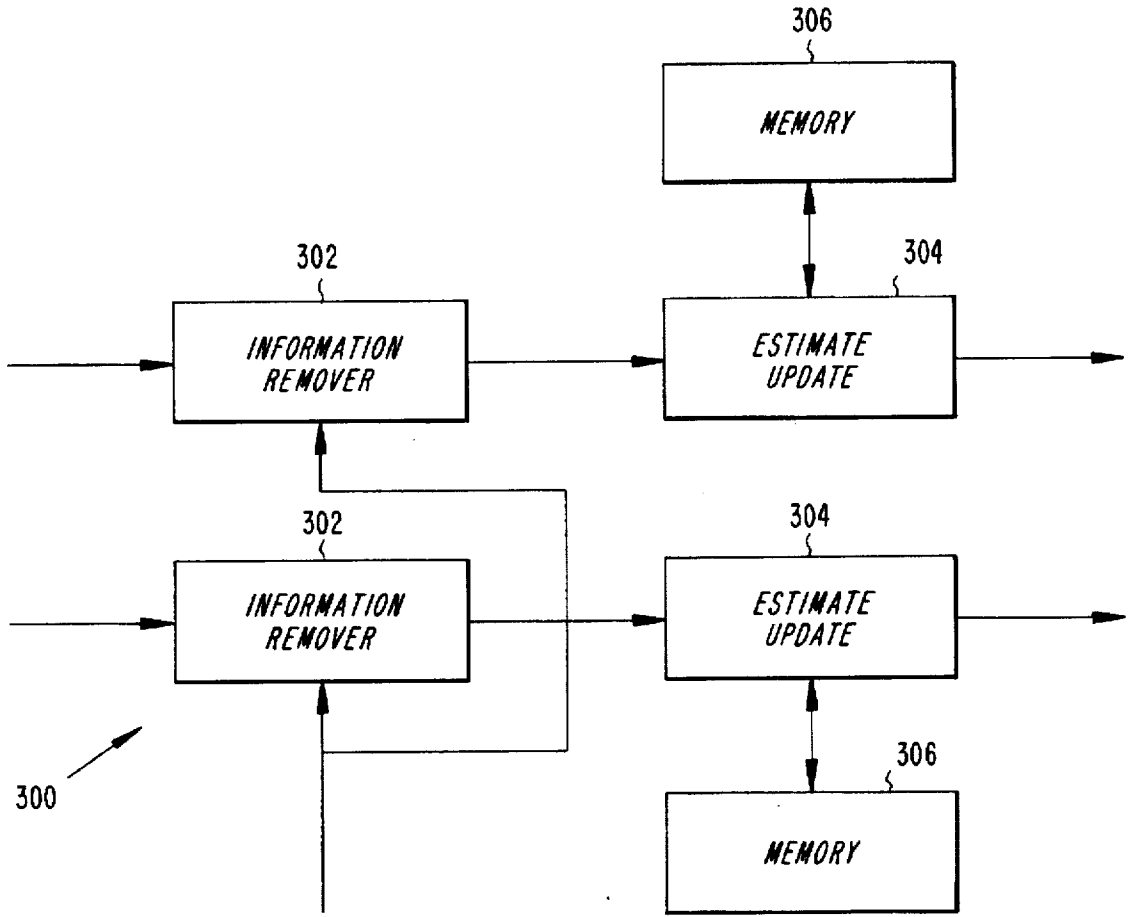 306
MEMORY
302
304
INFORMATION
REMOVER
ESTIMATE
UPDATE
302
304
INFORMATION
REMOVER
ESTIMATE
UPDATE
300
306
MEMORY